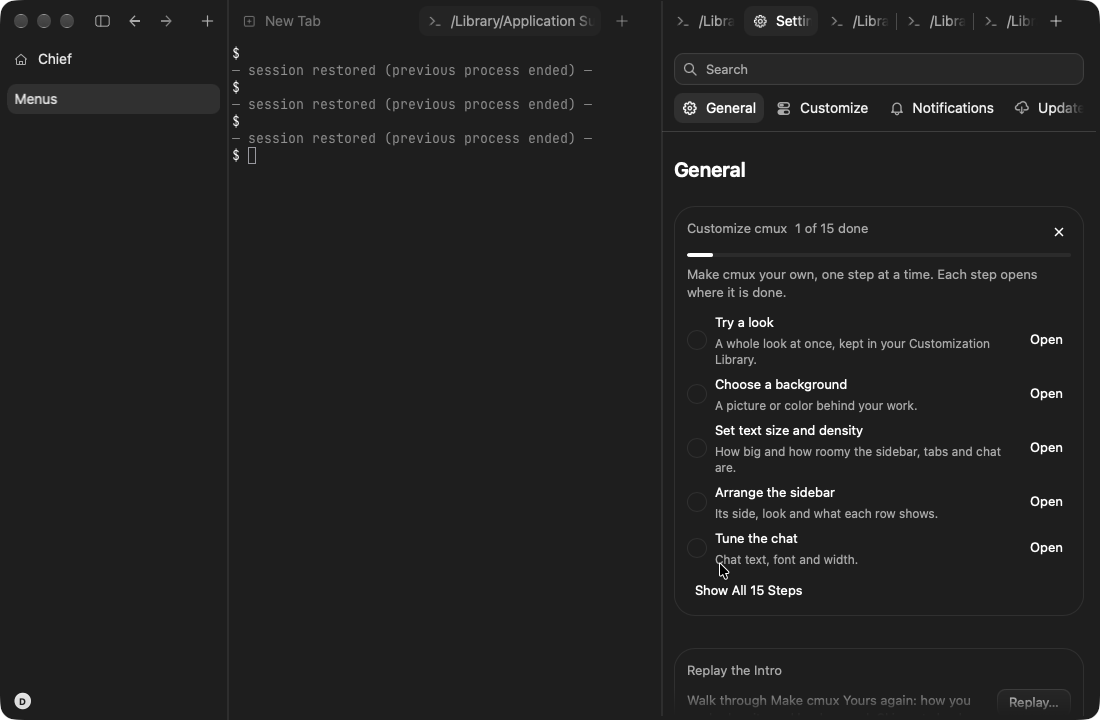 New Tab
/Library/Application Su
/Libra
Settin
/Libra
/Libra
/Libr
Chief
Menus
$
— session restored (previous process ended) —
$
— session restored (previous process ended) —
$
— session restored (previous process ended) —
$
Search
General
Customize
Notifications
Update
General
Customize cmux 1 of 15 done
Make cmux your own, one step at a time. Each step opens
where it is done.
Try a look
A whole look at once, kept in your Customization
Library.
Open
Choose a background
A picture or color behind your work.
Open
Set text size and density
How big and how roomy the sidebar, tabs and chat
are.
Open
Arrange the sidebar
Its side, look and what each row shows.
Open
Tune the chat
Chat text, font and width.
Open
Show All 15 Steps
Replay the Intro
Walk through Make cmux Yours again: how you
Replay...
D